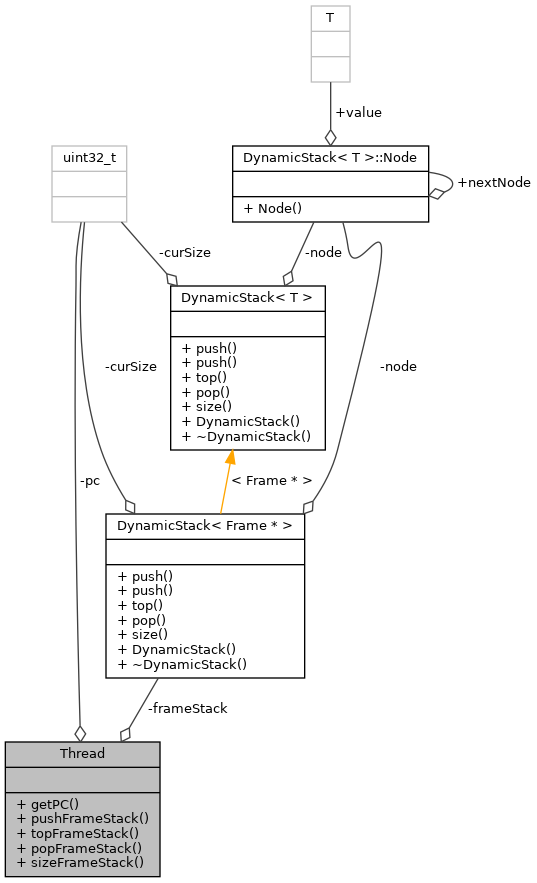 T
+value
uint32_t
DynamicStack< T >::Node
+ Node()
+nextNode
-curSize
-node
DynamicStack< T >
+ push()
+ push()
+ top()
+ pop()
+ size()
+ DynamicStack()
+ ~DynamicStack()
-curSize
-node
-pc
< Frame * >
DynamicStack< Frame * >
+ push()
+ push()
+ top()
+ pop()
+ size()
+ DynamicStack()
+ ~DynamicStack()
-frameStack
Thread
+ getPC()
+ pushFrameStack()
+ topFrameStack()
+ popFrameStack()
+ sizeFrameStack()